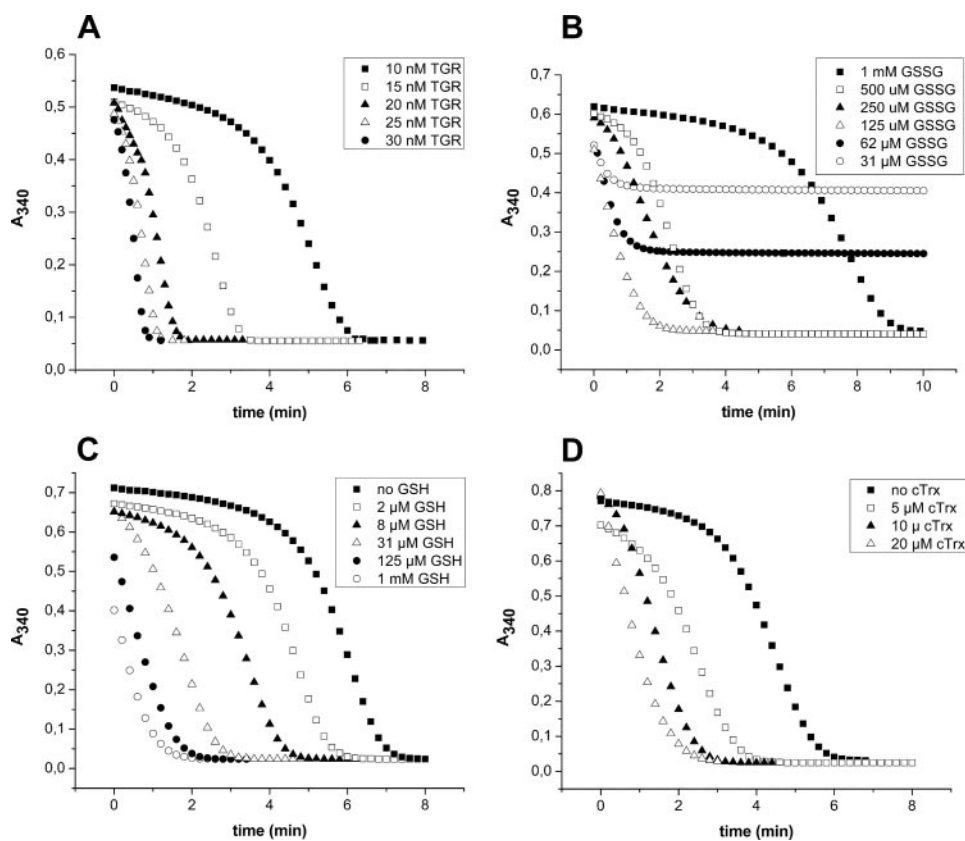 A
0,6
0,5
0,4
0,3
0,2
0,1
0,0
A340
0
2
4
6
8
time (min)
10 nM TGR
15 nM TGR
20 nM TGR
25 nM TGR
30 nM TGR
B
0,7
0,6
0,5
0,4
0,3
0,2
0,1
0,0
A340
0
2
4
6
8
10
time (min)
1 mM GSSG
500 uM GSSG
250 uM GSSG
125 uM GSSG
62 µM GSSG
31 µM GSSG
C
0,7
0,6
0,5
0,4
0,3
0,2
0,1
0,0
A340
0
2
4
6
8
time (min)
no GSH
2 µM GSH
8 µM GSH
31 µM GSH
125 µM GSH
1 mM GSH
D
0,8
0,7
0,6
0,5
0,4
0,3
0,2
0,1
0,0
A340
0
2
4
6
8
time (min)
no cTrx
5 µM cTrx
10 µ cTrx
20 µM cTrx